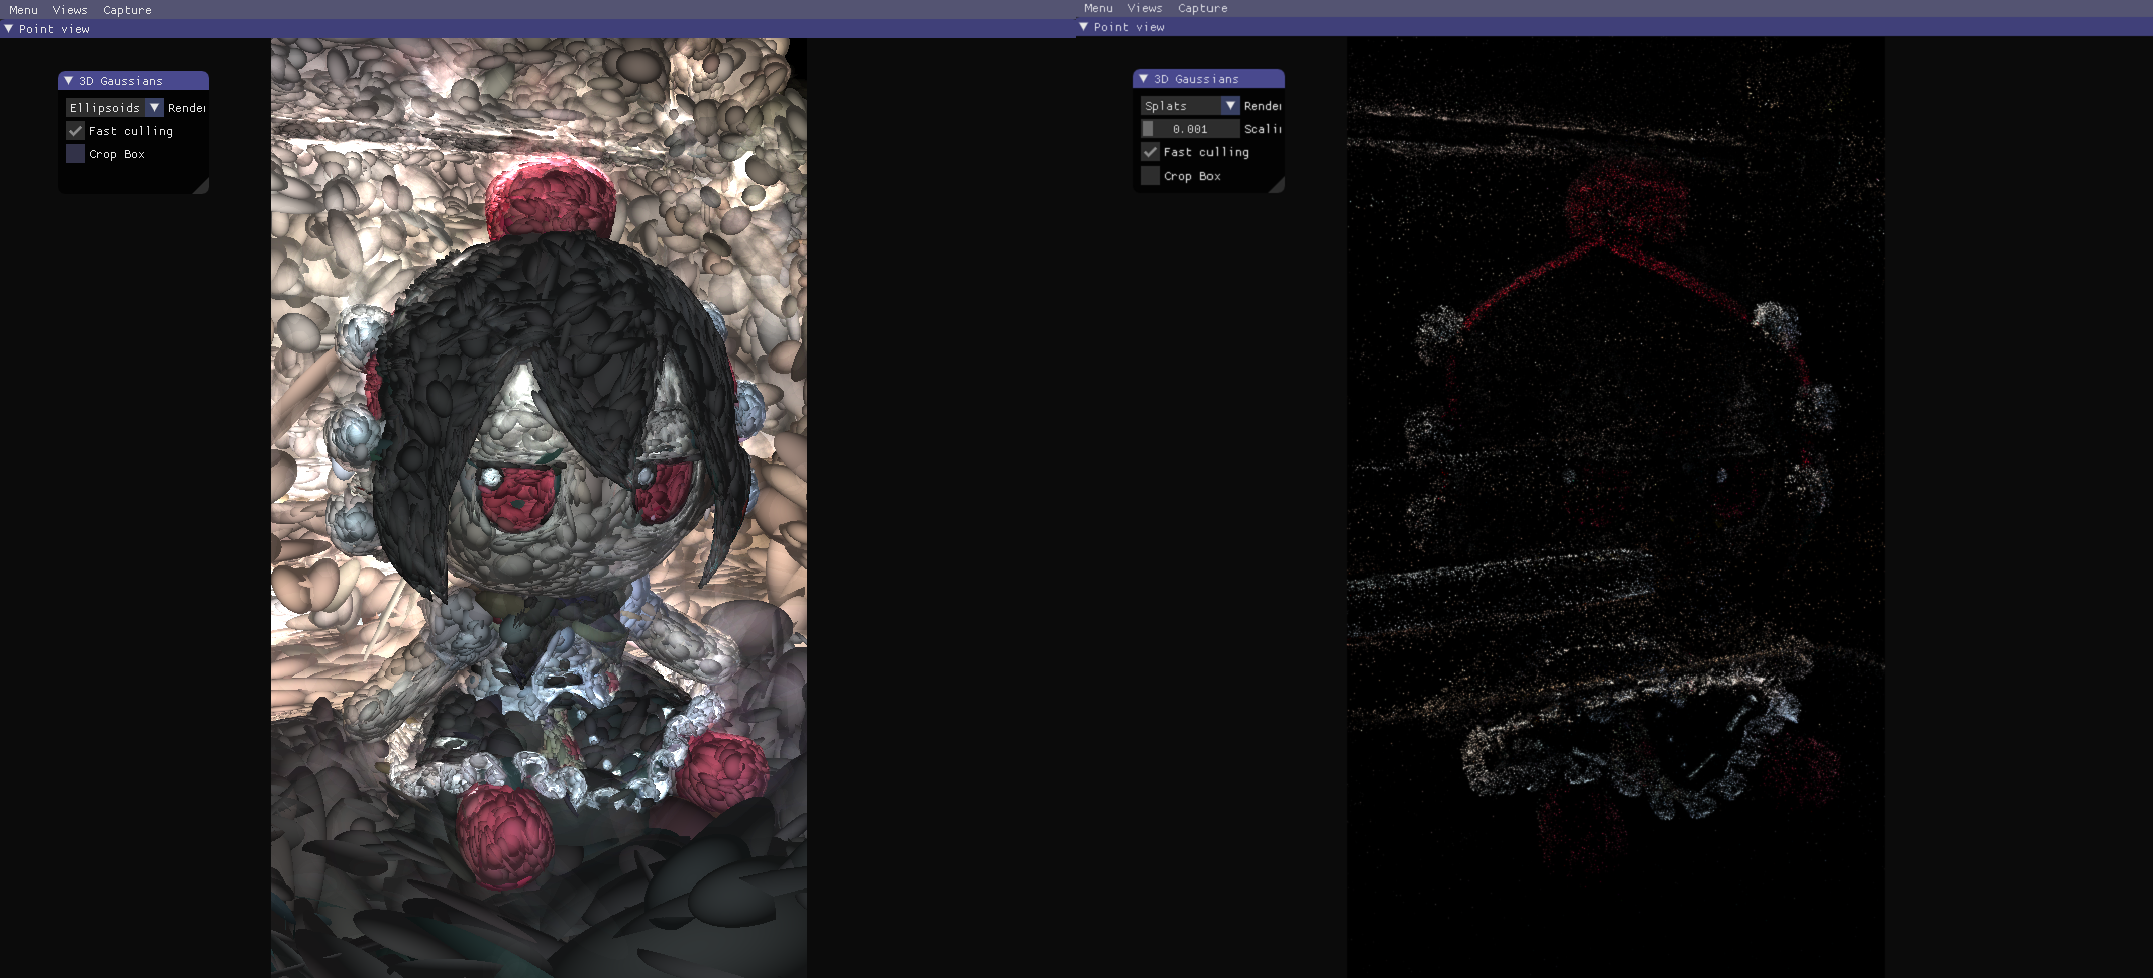 Menu Views Capture
Point view
3D Gaussians
Ellipsoids Render
Fast culling
Crop Box
Menu Views Capture
Point view
3D Gaussians
Splats Render
0.001 Scalin
Fast culling
Crop Box